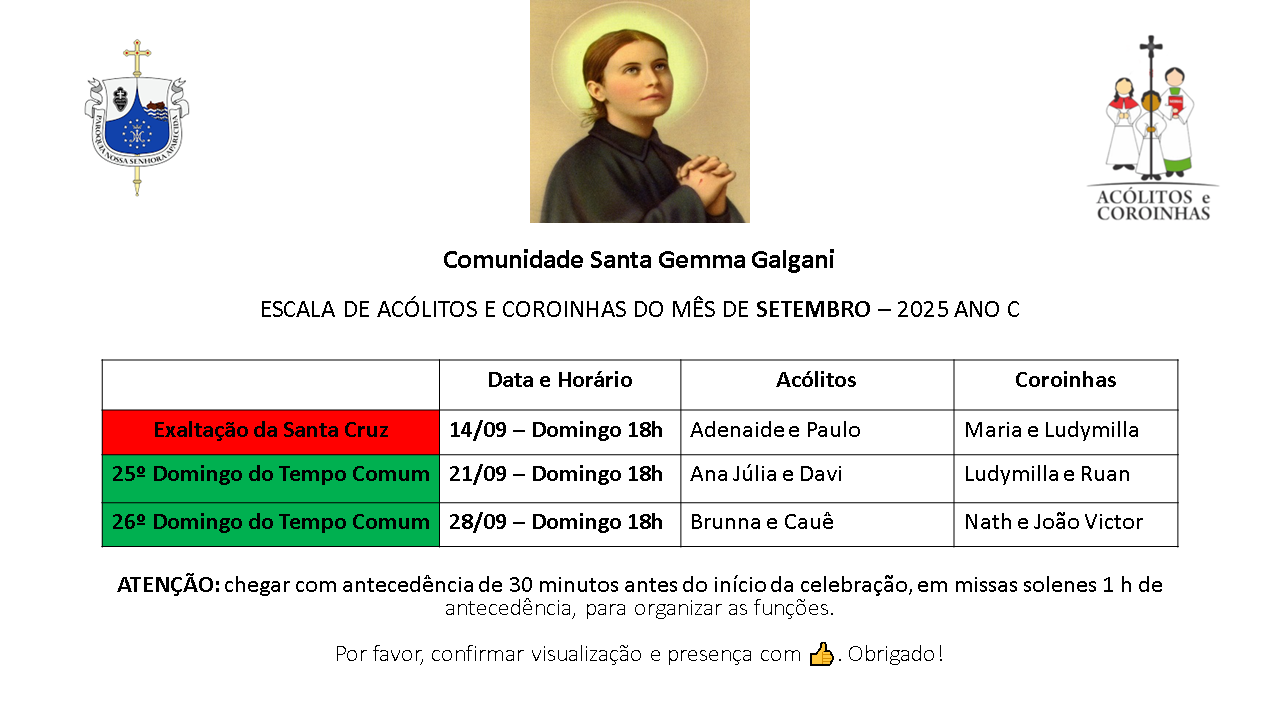 PARÓQUIA NOSSA SENHORA APARECIDA
ACÓLITOS e
COROINHAS
Comunidade Santa Gemma Galgani
ESCALA DE ACÓLITOS E COROINHAS DO MÊS DE SETEMBRO – 2025 ANO C
Data e Horário Acólitos Coroinhas
Exaltação da Santa Cruz 14/09 – Domingo 18h Adenaide e Paulo Maria e Ludymilla
25º Domingo do Tempo Comum 21/09 – Domingo 18h Ana Júlia e Davi Ludymilla e Ruan
26º Domingo do Tempo Comum 28/09 – Domingo 18h Brunna e Cauê Nath e João Victor
ATENÇÃO: chegar com antecedência de 30 minutos antes do início da celebração, em missas solenes 1 h de
antecedência, para organizar as funções.
Por favor, confirmar visualização e presença com 👍. Obrigado!